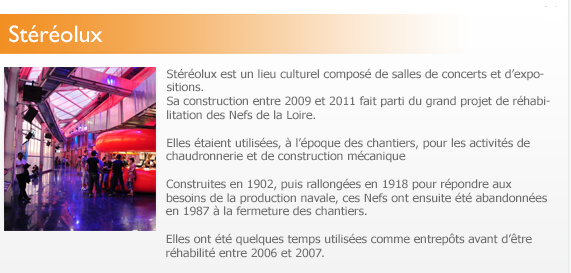 Stéréolux
Stéréolux est un lieu culturel composé de salles de concerts et d'expo-
sitions.
Sa construction entre 2009 et 2011 fait parti du grand projet de réhabi-
litation des Nefs de la Loire.
Elles étaient utilisées, à l'époque des chantiers, pour les activités de
chaudronnerie et de construction mécanique
Construites en 1902, puis rallongées en 1918 pour répondre aux
besoins de la production navale, ces Nefs ont ensuite été abandonnées
en 1987 à la fermeture des chantiers.
Elles ont été quelques temps utilisées comme entrepôts avant d'être
réhabilité entre 2006 et 2007.